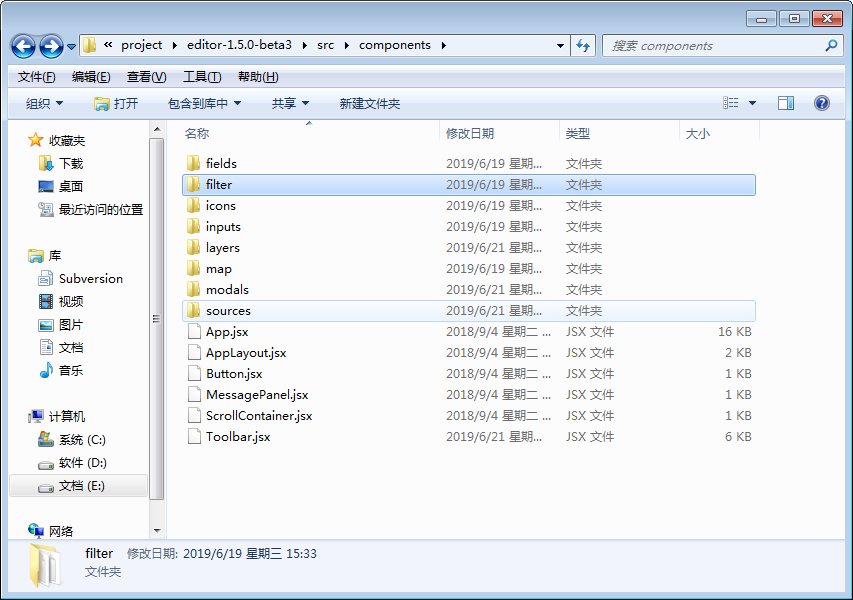 « project ▸ editor-1.5.0-beta3 ▸ src ▸ components ▸
搜索 components
文件(F) 编辑(E) 查看(V) 工具(T) 帮助(H)
组织 打开 包含到库中 共享 新建文件夹
收藏夹
下载
桌面
最近访问的位置
库
Subversion
视频
图片
文档
音乐
计算机
系统 (C:)
软件 (D:)
文档 (E:)
网络
名称 修改日期 类型 大小
fields 2019/6/19 星期... 文件夹
filter 2019/6/19 星期... 文件夹
icons 2019/6/19 星期... 文件夹
inputs 2019/6/19 星期... 文件夹
layers 2019/6/21 星期... 文件夹
map 2019/6/19 星期... 文件夹
modals 2019/6/21 星期... 文件夹
sources 2019/6/21 星期... 文件夹
App.jsx 2018/9/4 星期二 ... JSX 文件 16 KB
AppLayout.jsx 2018/9/4 星期二 ... JSX 文件 2 KB
Button.jsx 2018/9/4 星期二 ... JSX 文件 1 KB
MessagePanel.jsx 2018/9/4 星期二 ... JSX 文件 1 KB
ScrollContainer.jsx 2018/9/4 星期二 ... JSX 文件 1 KB
Toolbar.jsx 2019/6/21 星期... JSX 文件 6 KB
filter 修改日期: 2019/6/19 星期三 15:33
文件夹